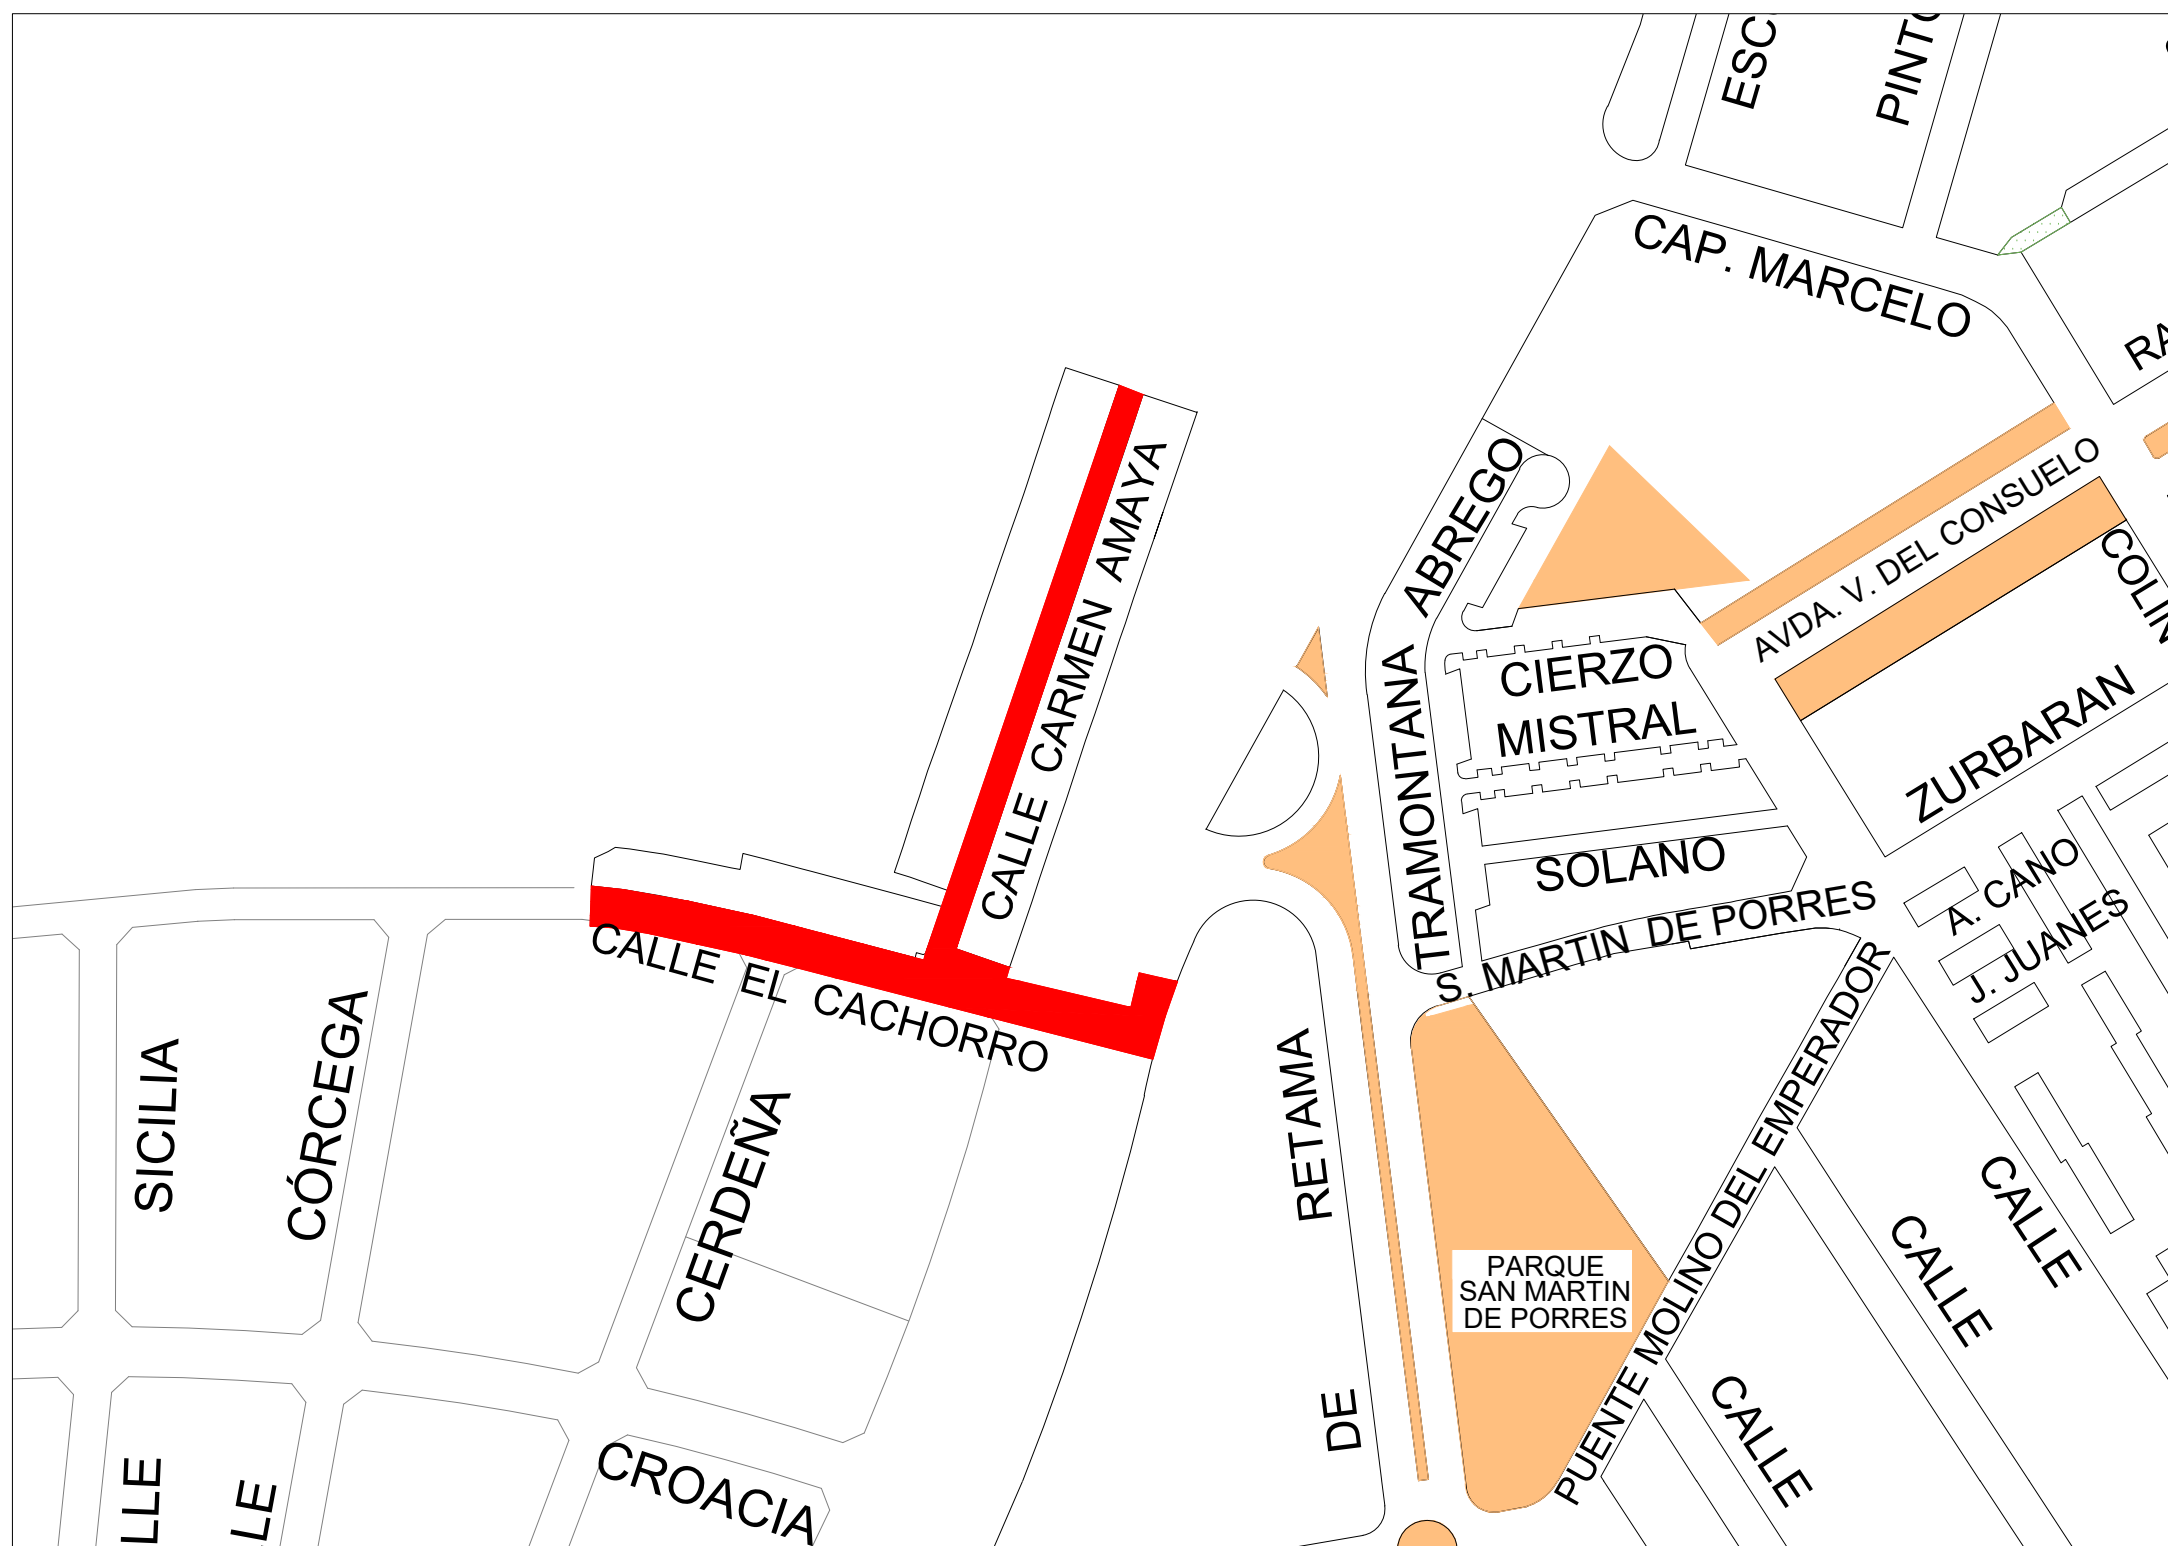 CAP. MARCELO
ABREGO
AVDA. V. DEL CONSUELO
CALLE CARMEN AMAYA
TRAMONTANA
CIERZO
MISTRAL
ZURBARAN
SOLANO
S. MARTIN DE PORRES
A. CANO
J. JUANES
CALLE EL CACHORRO
SICILIA
CÓRCEGA
CERDEÑA
RETAMA
DE
PARQUE
SAN MARTIN
DE PORRES
PUENTE MOLINO DEL EMPERADOR
CALLE
CALLE
CALLE
CROACIA